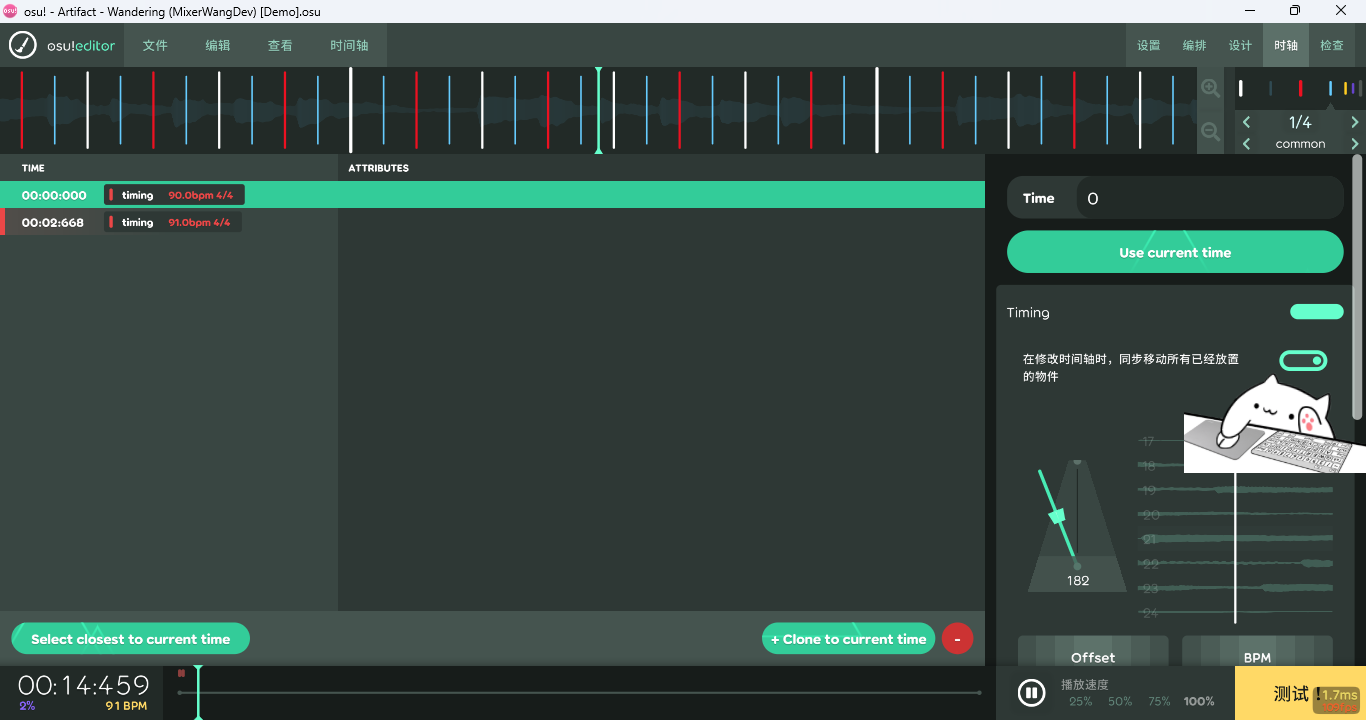 osu! osu! - Artifact - Wandering (MixerWangDev) [Demo].osu
osu!editor 文件 编辑 查看 时间轴 设置 编排 设计 时轴 检查
1/4
common
TIME ATTRIBUTES
00:00:000 timing 90.0bpm 4/4
00:02:668 timing 91.0bpm 4/4
Time 0
Use current time
Timing
在修改时间轴时，同步移动所有已经放置
的物件
17
18
19
20
21
22
23
24
182
Offset BPM
Select closest to current time + Clone to current time -
00:14:459
2% 91 BPM
播放速度
25% 50% 75% 100%
测试！
1.7ms